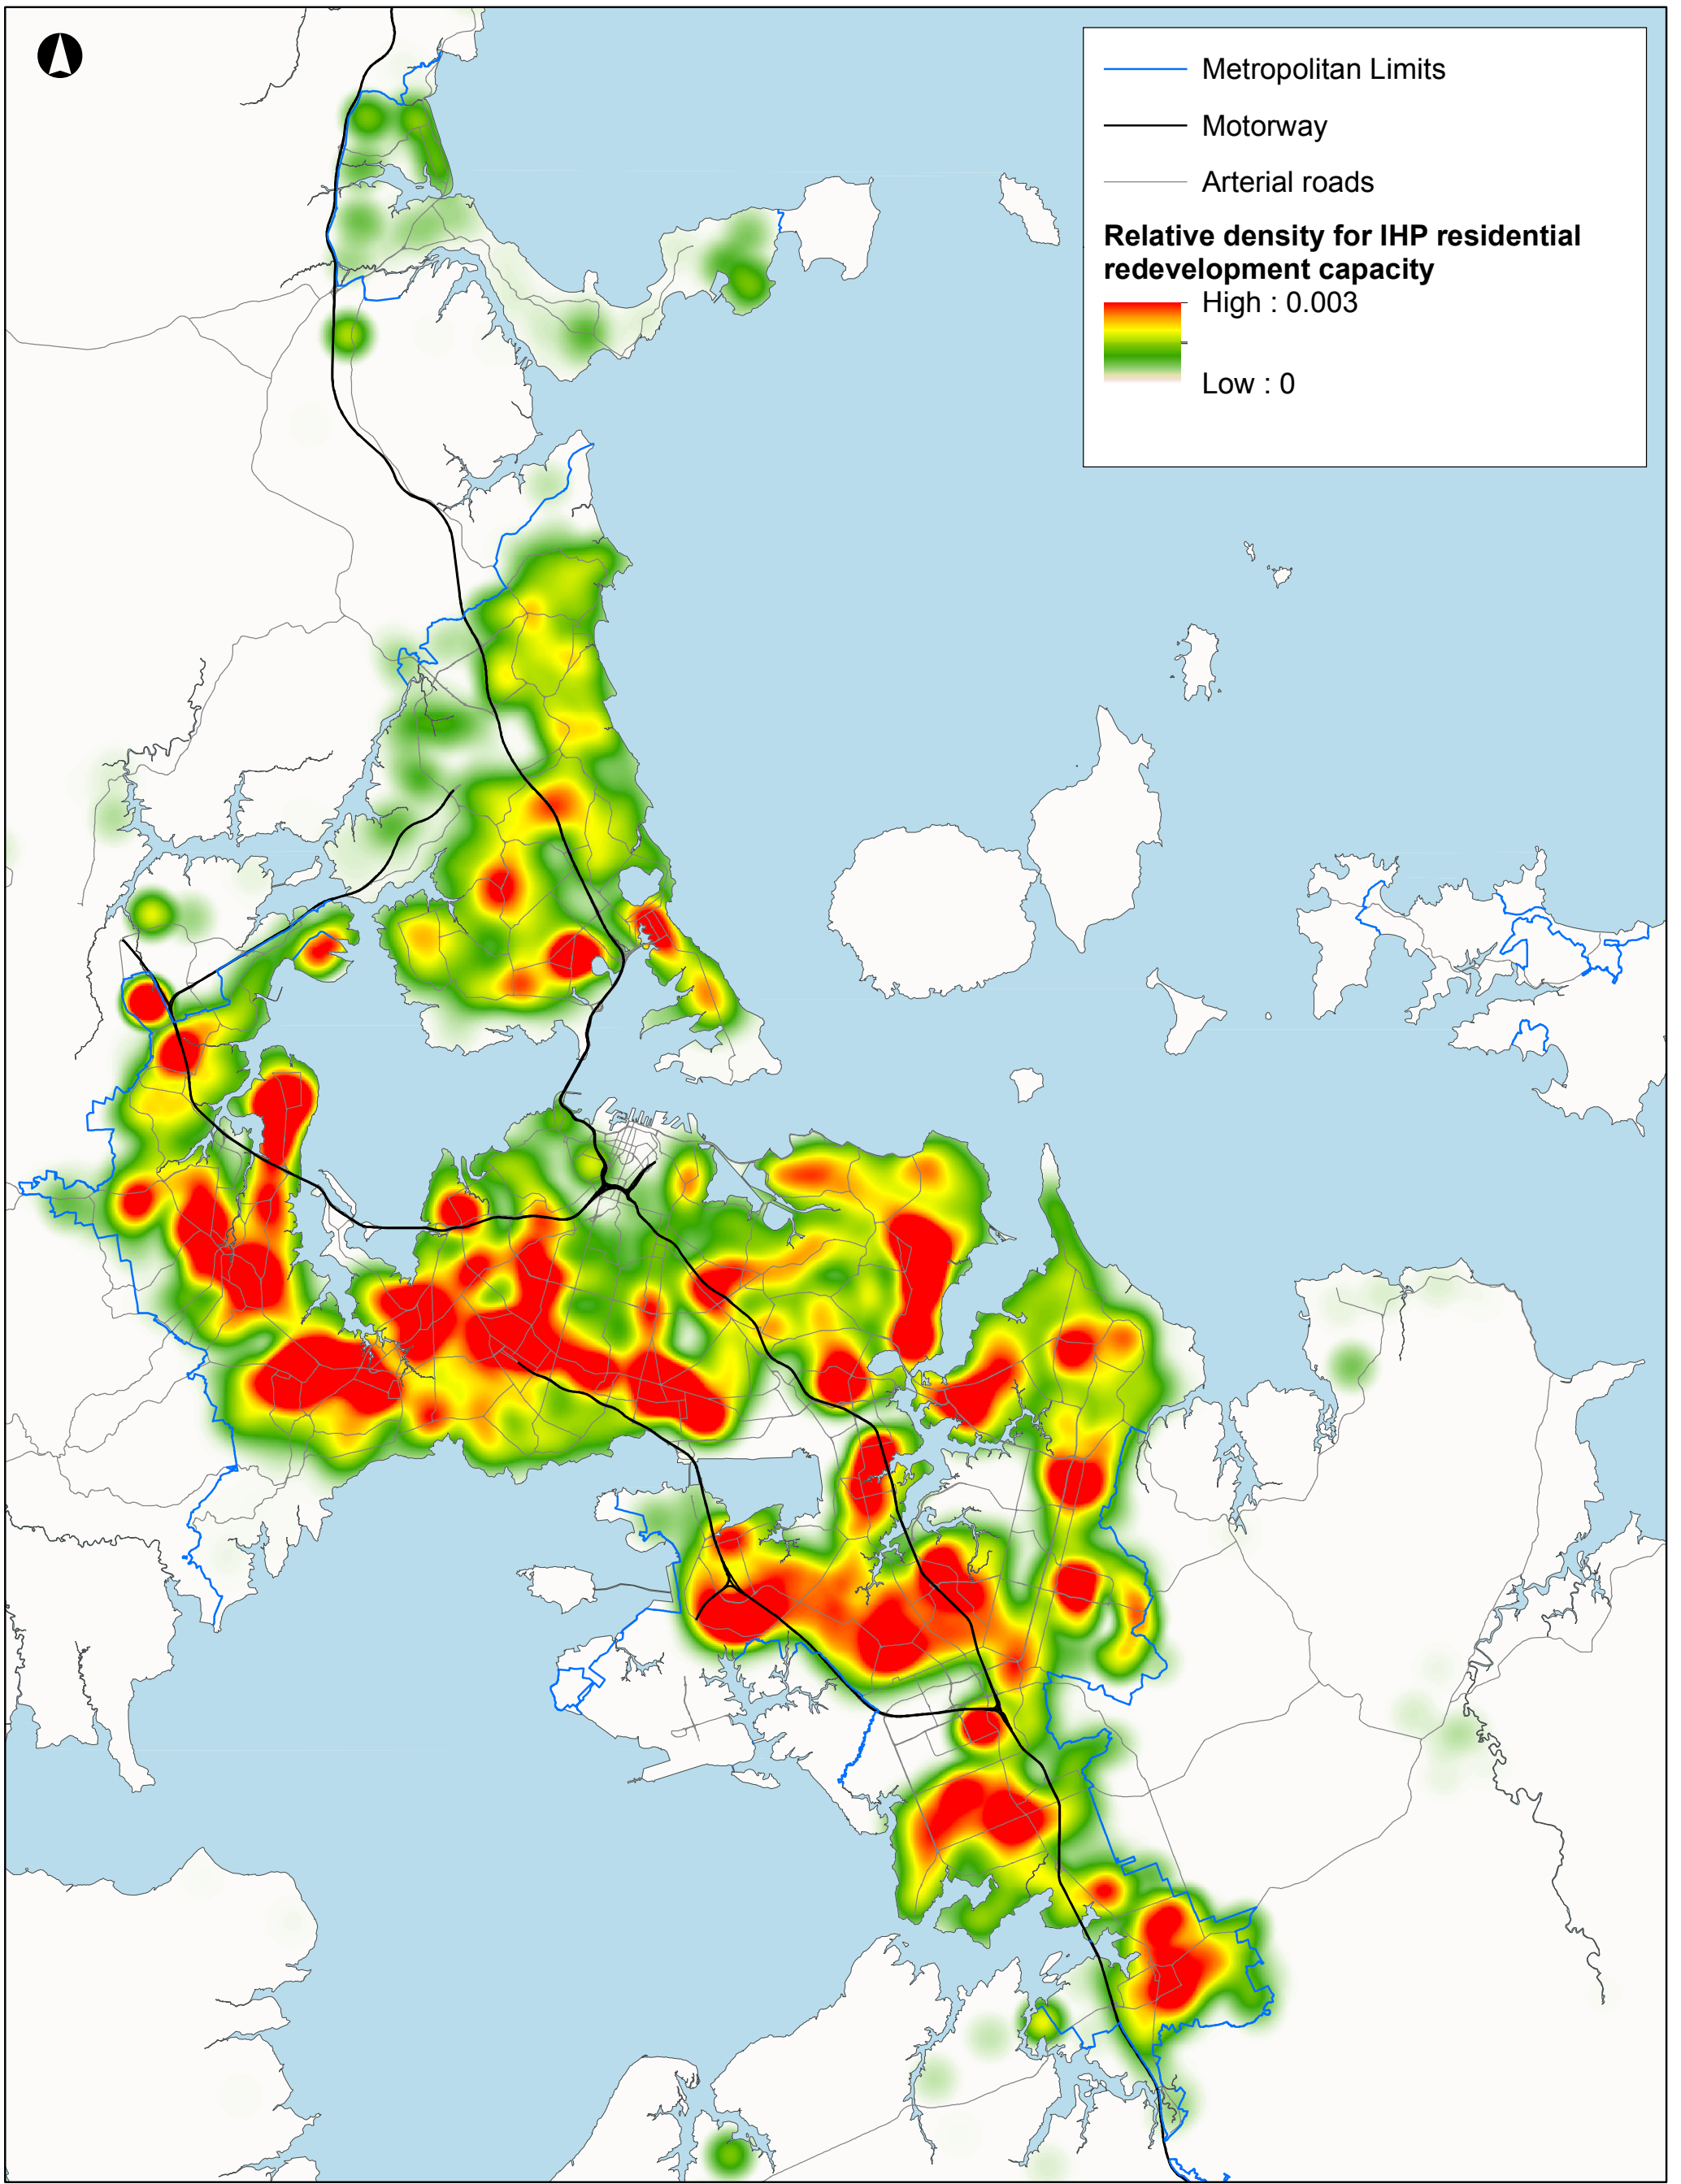 Metropolitan Limits
Motorway
Arterial roads
Relative density for IHP residential
redevelopment capacity
High : 0.003
Low : 0